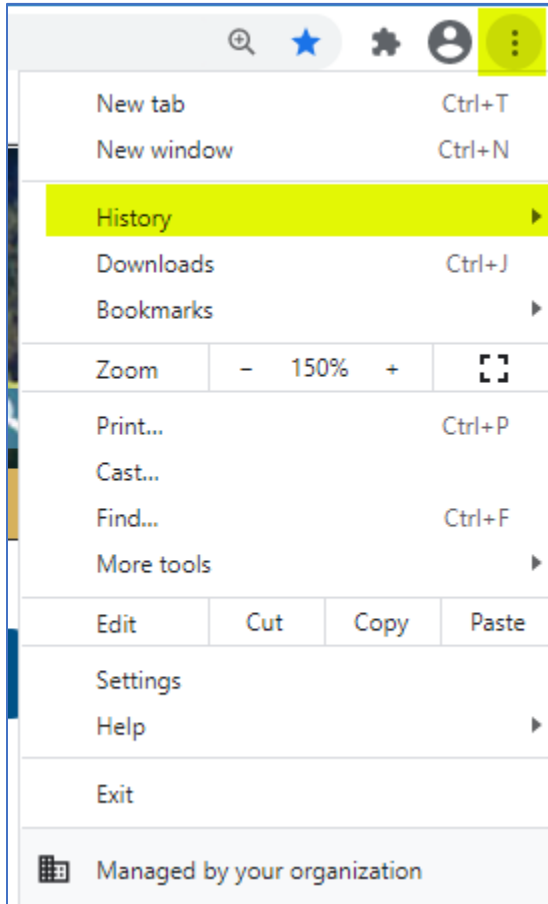 New tab Ctrl+T
New window Ctrl+N
History
Downloads Ctrl+J
Bookmarks
Zoom - 150% +
Print... Ctrl+P
Cast...
Find... Ctrl+F
More tools
Edit Cut Copy Paste
Settings
Help
Exit
Managed by your organization